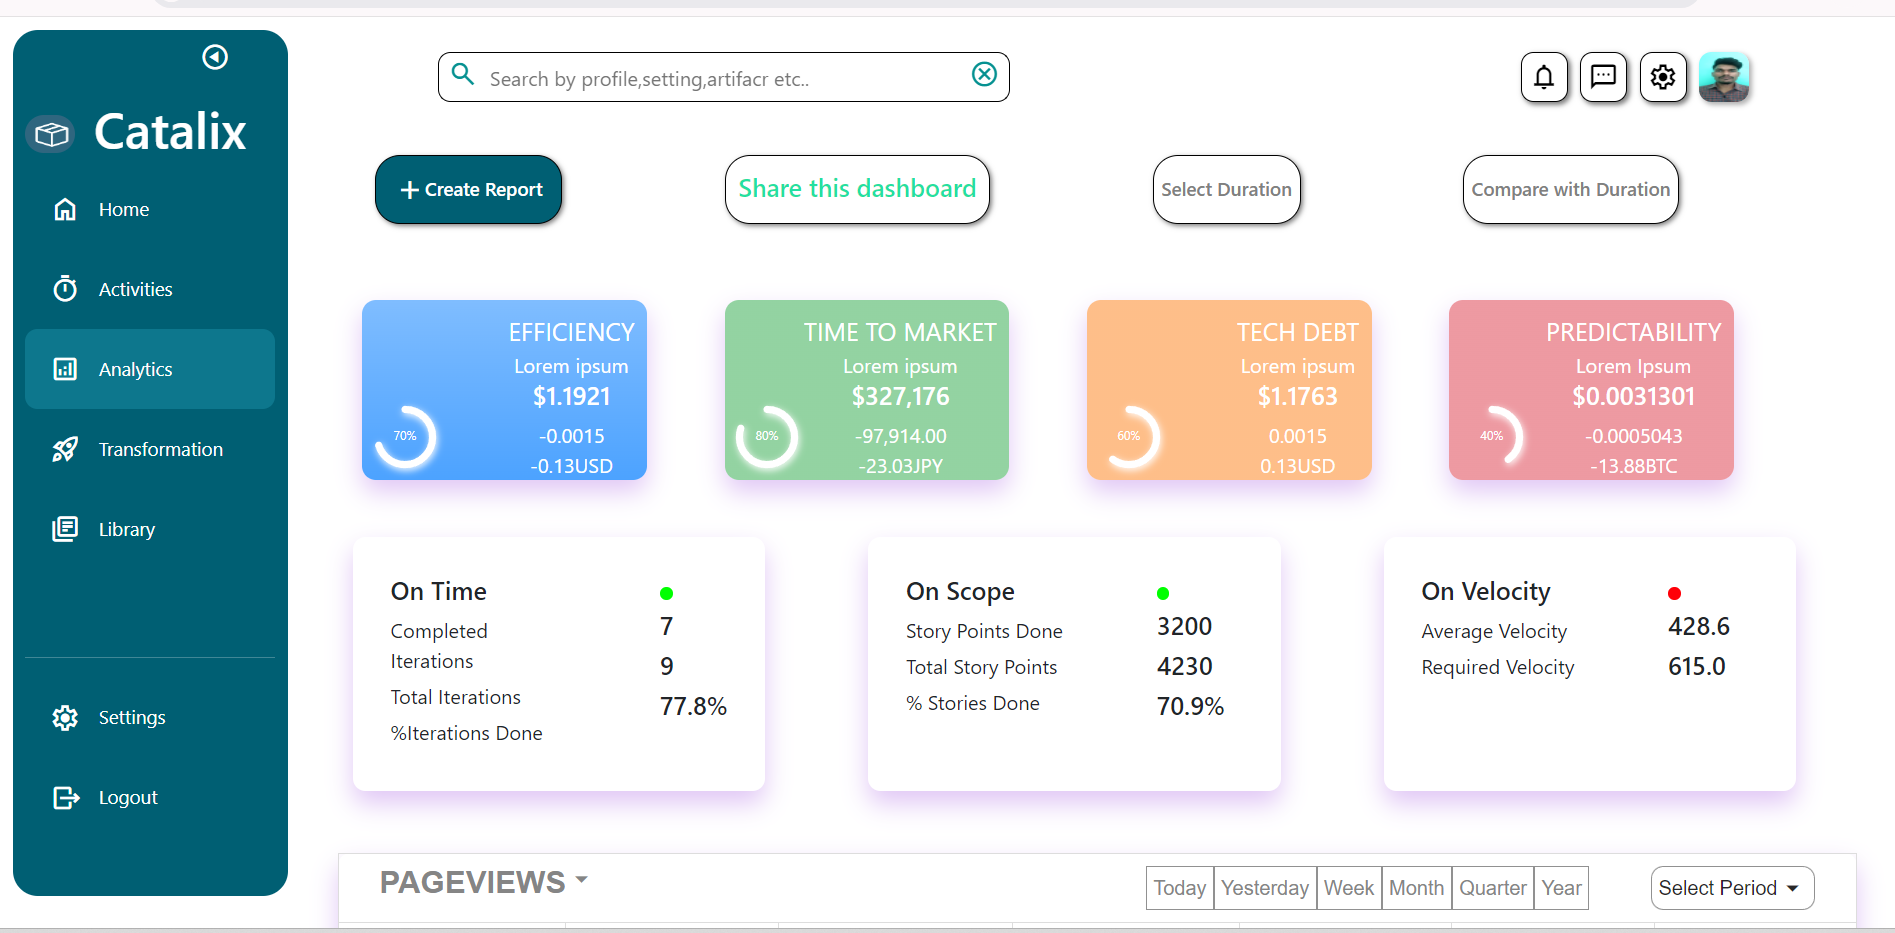 Search by profile,setting,artifacr etc..
Catalix
Home
Activities
Analytics
Transformation
Library
Settings
Logout
Create Report
Share this dashboard
Select Duration
Compare with Duration
EFFICIENCY
Lorem ipsum
$1.1921
70%
-0.0015
-0.13USD
TIME TO MARKET
Lorem ipsum
$327,176
80%
-97,914.00
-23.03JPY
TECH DEBT
Lorem ipsum
$1.1763
60%
0.0015
0.13USD
PREDICTABILITY
Lorem Ipsum
$0.0031301
40%
-0.0005043
-13.88BTC
On Time
Completed
Iterations
Total Iterations
%Iterations Done
7
9
77.8%
On Scope
Story Points Done
Total Story Points
% Stories Done
3200
4230
70.9%
On Velocity
Average Velocity
Required Velocity
428.6
615.0
PAGEVIEWS
Today Yesterday Week Month Quarter Year
Select Period